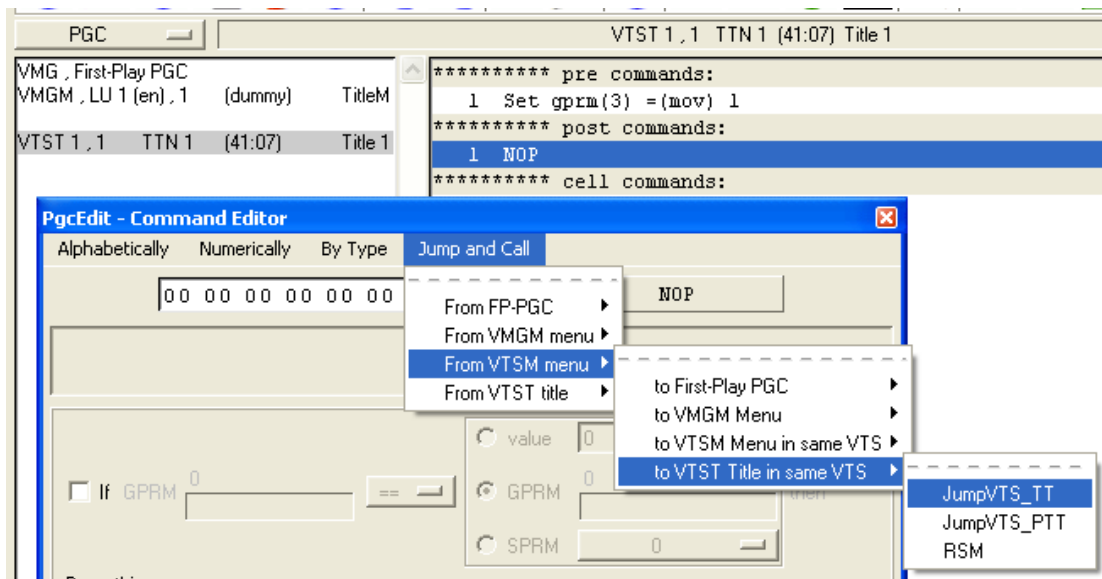 PGC
VTST 1 , 1 TTN 1 (41:07) Title 1
VMG , First-Play PGC
VMGM , LU 1 (en) , 1 (dummy) TitleM
VTST 1 , 1 TTN 1 (41:07) Title 1
********** pre commands:
1 Set gprm(3) =(mov) 1
********** post commands:
1 NOP
********** cell commands:
PgcEdit - Command Editor
Alphabetically Numerically By Type Jump and Call
00 00 00 00 00 00
NOP
From FP-PGC
From VMGM menu
From VTSM menu
From VTST title
to First-Play PGC
to VMGM Menu
to VTSM Menu in same VTS
to VTST Title in same VTS
JumpVTS_TT
JumpVTS_PTT
RSM
If GPRM 0 ==
value 0
GPRM 0
then
SPRM 0